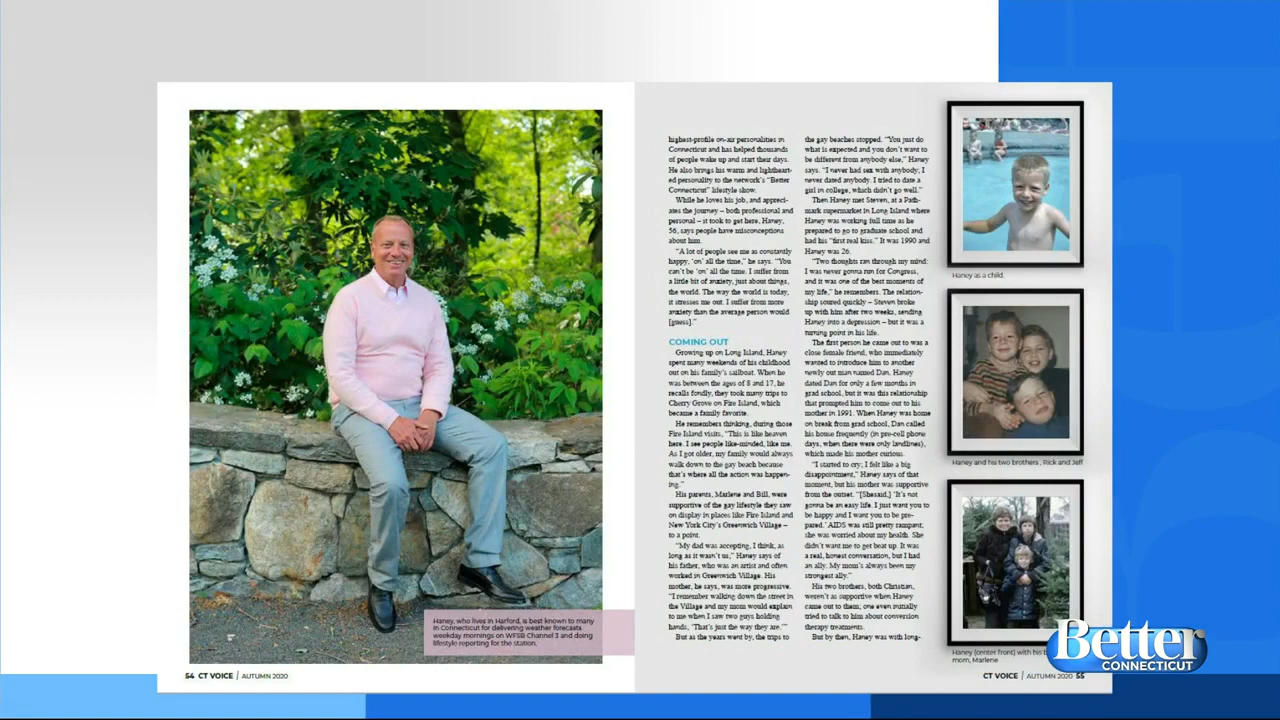 highest-profile on-air personalities in
Connecticut and has helped thousands
of people wake up and start their days.
He also brings his warm and lightheart-
ed personality to the network's "Better
Connecticut" lifestyle show.
While he loves his job, and appreci-
ates the journey – both professional and
personal – it took to get here, Haney,
56, says people have misconceptions
about him.
"A lot of people see me as constantly
happy, 'on' all the time," he says. "You
can't be 'on' all the time. I suffer from
a little bit of anxiety, just about things,
the world. The way the world is today,
it stresses me out. I suffer from more
anxiety than the average person would
[guess]."
COMING OUT
Growing up on Long Island, Haney
spent many weekends of his childhood
out on his family's sailboat. When he
was between the ages of 8 and 17, he
recalls fondly, they took many trips to
Cherry Grove on Fire Island, which
became a family favorite.
He remembers thinking, during those
Fire Island visits, "This is like heaven
here. I see people like-minded, like me.
As I got older, my family would always
walk down to the gay beach because
that's where all the action was happen-
ing."
His parents, Marlene and Bill, were
supportive of the gay lifestyle they saw
on display in places like Fire Island and
New York City's Greenwich Village –
to a point.
"My dad was accepting, I think, as
long as it wasn't us," Haney says of
his father, who was an artist and often
worked in Greenwich Village. His
mother, he says, was more progressive.
"I remember walking down the street in
the Village and my mom would explain
to me when I saw two guys holding
hands, 'That's just the way they are.'"
But as the years went by, the trips to
the gay beaches stopped. "You just do
what is expected and you don't want to
be different from anybody else," Haney
says. "I never had sex with anybody; I
never dated anybody. I tried to date a
girl in college, which didn't go well."
Then Haney met Steven, at a Path-
mark supermarket in Long Island where
Haney was working full time as he
prepared to go to graduate school and
had his "first real kiss." It was 1990 and
Haney was 26.
"Two thoughts ran through my mind:
I was never gonna run for Congress,
and it was one of the best moments of
my life," he remembers. The relation-
ship soured quickly – Steven broke
up with him after two weeks, sending
Haney into a depression – but it was a
turning point in his life.
The first person he came out to was a
close female friend, who immediately
wanted to introduce him to another
newly out man named Dan. Haney
dated Dan for only a few months in
grad school, but it was this relationship
that prompted him to come out to his
mother in 1991. When Haney was home
on break from grad school, Dan called
his house frequently (in pre-cell phone
days, when there were only landlines),
which made his mother curious.
"I started to cry; I felt like a big
disappointment," Haney says of that
moment, but his mother was supportive
from the outset. "[She said,] 'It's not
gonna be an easy life. I just want you to
be happy and I want you to be pre-
pared.' AIDS was still pretty rampant;
she was worried about my health. She
didn't want me to get beat up. It was
a real, honest conversation, but I had
an ally. My mom's always been my
strongest ally."
His two brothers, both Christian,
weren't as supportive when Haney
came out to them; one even initially
tried to talk to him about conversion
therapy treatments.
But by then, Haney was with long-
Haney as a child.
Haney and his two brothers, Rick and Jeff
Haney (center front) with his
mom, Marlene
Haney, who lives in Harford, is best known to many
in Connecticut for delivering weather forecasts
weekday mornings on WFSB Channel 3 and doing
lifestyle reporting for the station.
54 CT VOICE / AUTUMN 2020
CT VOICE / AUTUMN 2020 55
Better
CONNECTICUT